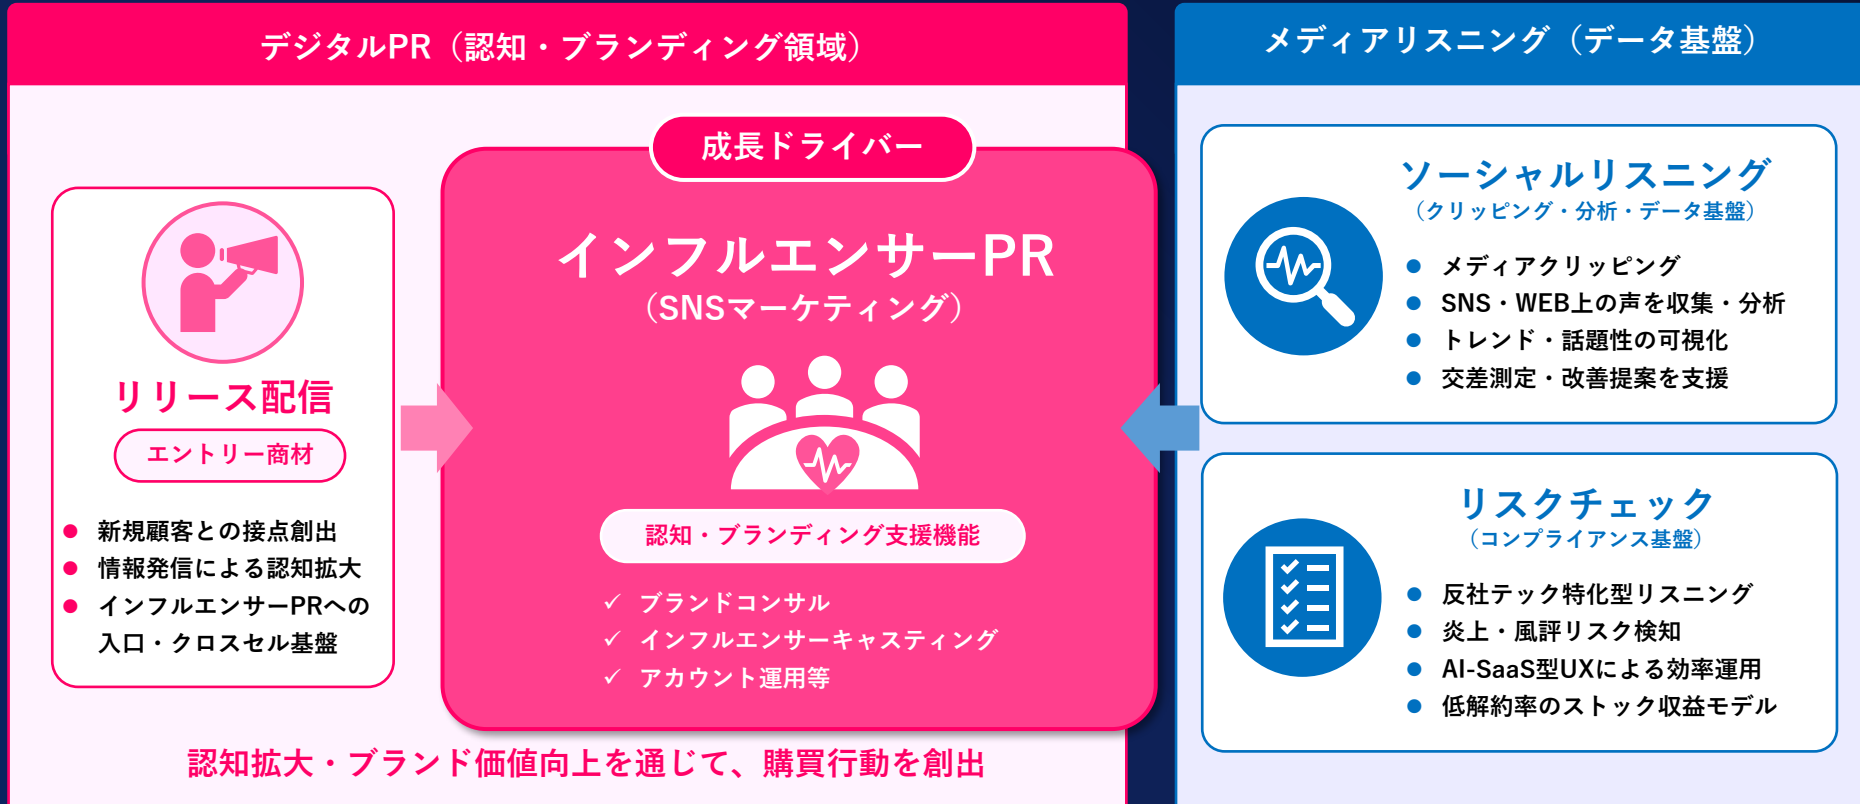 デジタルPR（認知・ブランディング領域）
成長ドライバー
リリース配信
エントリー商材
● 新規顧客との接点創出
● 情報発信による認知拡大
● インフルエンサーPRへの
入口・クロスセル基盤
インフルエンサーPR
（SNSマーケティング）
認知・ブランディング支援機能
✓ ブランドコンサル
✓ インフルエンサーキャスティング
✓ アカウント運用等
認知拡大・ブランド価値向上を通じて、購買行動を創出
メディアリスニング（データ基盤）
ソーシャルリスニング
（クリッピング・分析・データ基盤）
● メディアクリッピング
● SNS・WEB上の声を収集・分析
● トレンド・話題性の可視化
● 交差測定・改善提案を支援
リスクチェック
（コンプライアンス基盤）
● 反社テック特化型リスニング
● 炎上・風評リスク検知
● AI-SaaS型UXによる効率運用
● 低解約率のストック収益モデル